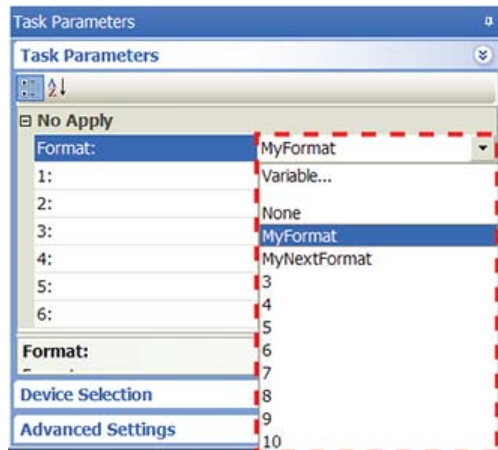 Task Parameters
Task Parameters
No Apply
Format: MyFormat
1: Variable...
2: None
MyFormat
3: MyNextFormat
4: 3
4
5: 5
6: 6
7
Format:
8
Device Selection
9
Advanced Settings 10